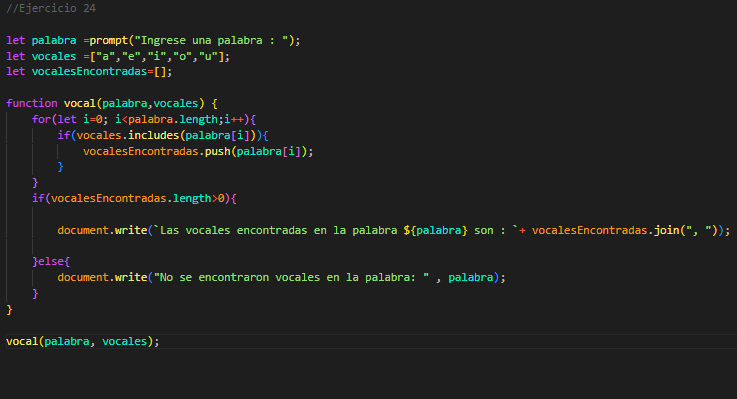 //Ejercicio 24
let palabra =prompt("Ingrese una palabra : ");
let vocales =["a","e","i","o","u"];
let vocalesEncontradas=[];
function vocal(palabra,vocales) {
for(let i=0; i<palabra.length;i++){
if(vocales.includes(palabra[i])){
vocalesEncontradas.push(palabra[i]);
}
}
if(vocalesEncontradas.length>0){
document.write(`Las vocales encontradas en la palabra ${palabra} son : `+ vocalesEncontradas.join(", "));
}else{
document.write("No se encontraron vocales en la palabra: " , palabra);
}
}
vocal(palabra, vocales);